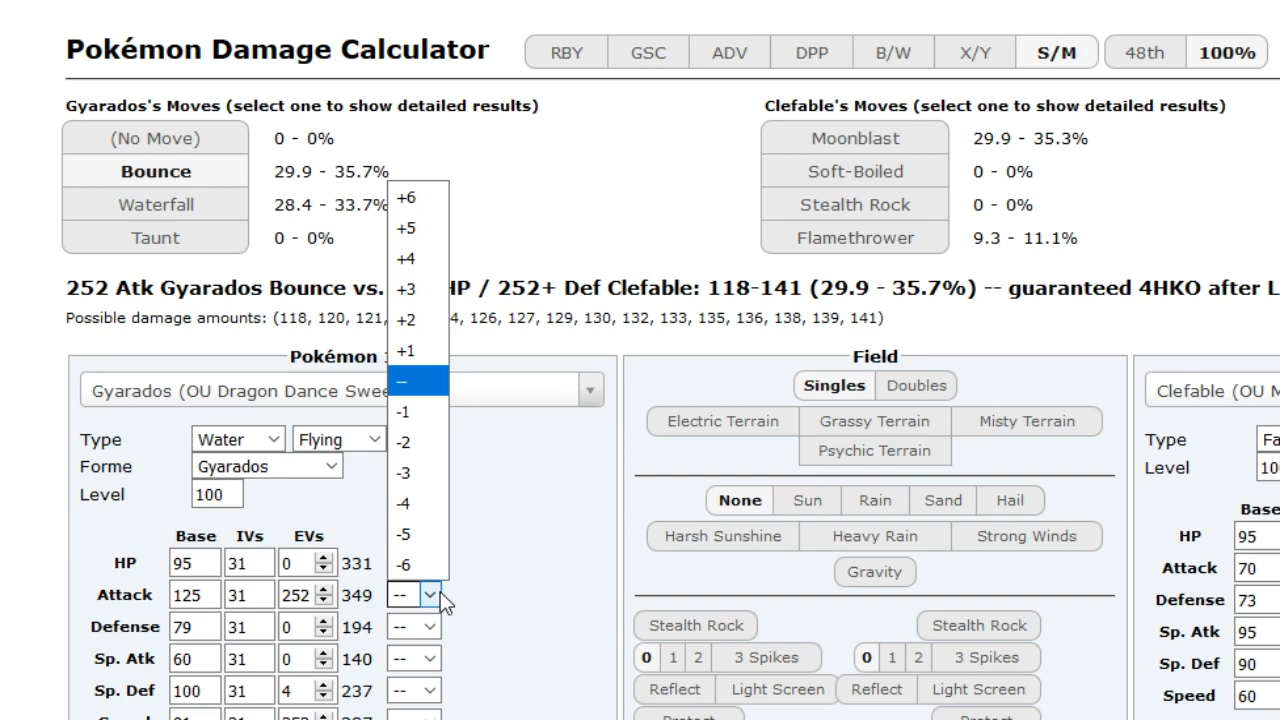 Pokémon Damage Calculator RBY GSC ADV DPP B/W X/Y S/M 48th 100%
Gyarados's Moves (select one to show detailed results) Clefable's Moves (select one to show detailed results)
(No Move) 0 - 0% Moonblast 29.9 - 35.3%
Bounce 29.9 - 35.7% Soft-Boiled 0 - 0%
Waterfall 28.4 - 33.7% Stealth Rock 0 - 0%
Taunt 0 - 0% Flamethrower 9.3 - 11.1%
+6
+5
+4
+3
+2
+1
--
-1
-2
-3
-4
-5
-6
252 Atk Gyarados Bounce vs. HP / 252+ Def Clefable: 118-141 (29.9 - 35.7%) -- guaranteed 4HKO after
Possible damage amounts: (118, 120, 121, 4, 126, 127, 129, 130, 132, 133, 135, 136, 138, 139, 141)
Pokémon
Gyarados (OU Dragon Dance Swee
Type Water Flying
Forme Gyarados
Level 100
Base IVs EVs
HP 95 31 0 331
Attack 125 31 252 349 --
Defense 79 31 0 194 --
Sp. Atk 60 31 0 140 --
Sp. Def 100 31 4 237 --
Field
Singles Doubles
Electric Terrain Grassy Terrain Misty Terrain
Psychic Terrain
None Sun Rain Sand Hail
Harsh Sunshine Heavy Rain Strong Winds
Gravity
Stealth Rock Stealth Rock
0 1 2 3 Spikes 0 1 2 3 Spikes
Reflect Light Screen Reflect Light Screen
Protect Protect
Clefable (OU M
Type Fa
Level 100
Base
HP 95
Attack 70
Defense 73
Sp. Atk 95
Sp. Def 90
Speed 60